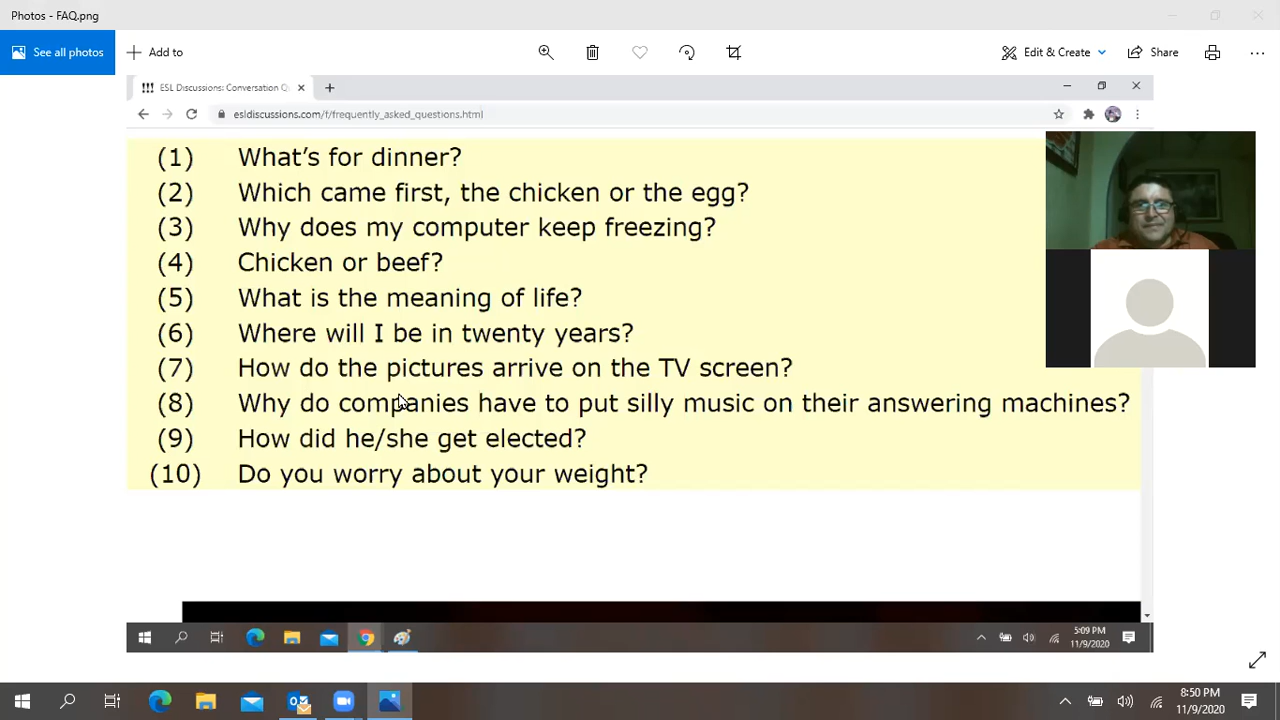 Photos - FAQ.png
See all photos
Add to
Edit & Create
Share
ESL Discussions: Conversation Q
esldiscussions.com/f/frequently_asked_questions.html
(1) What's for dinner?
(2) Which came first, the chicken or the egg?
(3) Why does my computer keep freezing?
(4) Chicken or beef?
(5) What is the meaning of life?
(6) Where will I be in twenty years?
(7) How do the pictures arrive on the TV screen?
(8) Why do companies have to put silly music on their answering machines?
(9) How did he/she get elected?
(10) Do you worry about your weight?
5:09 PM
11/9/2020
8:50 PM
11/9/2020